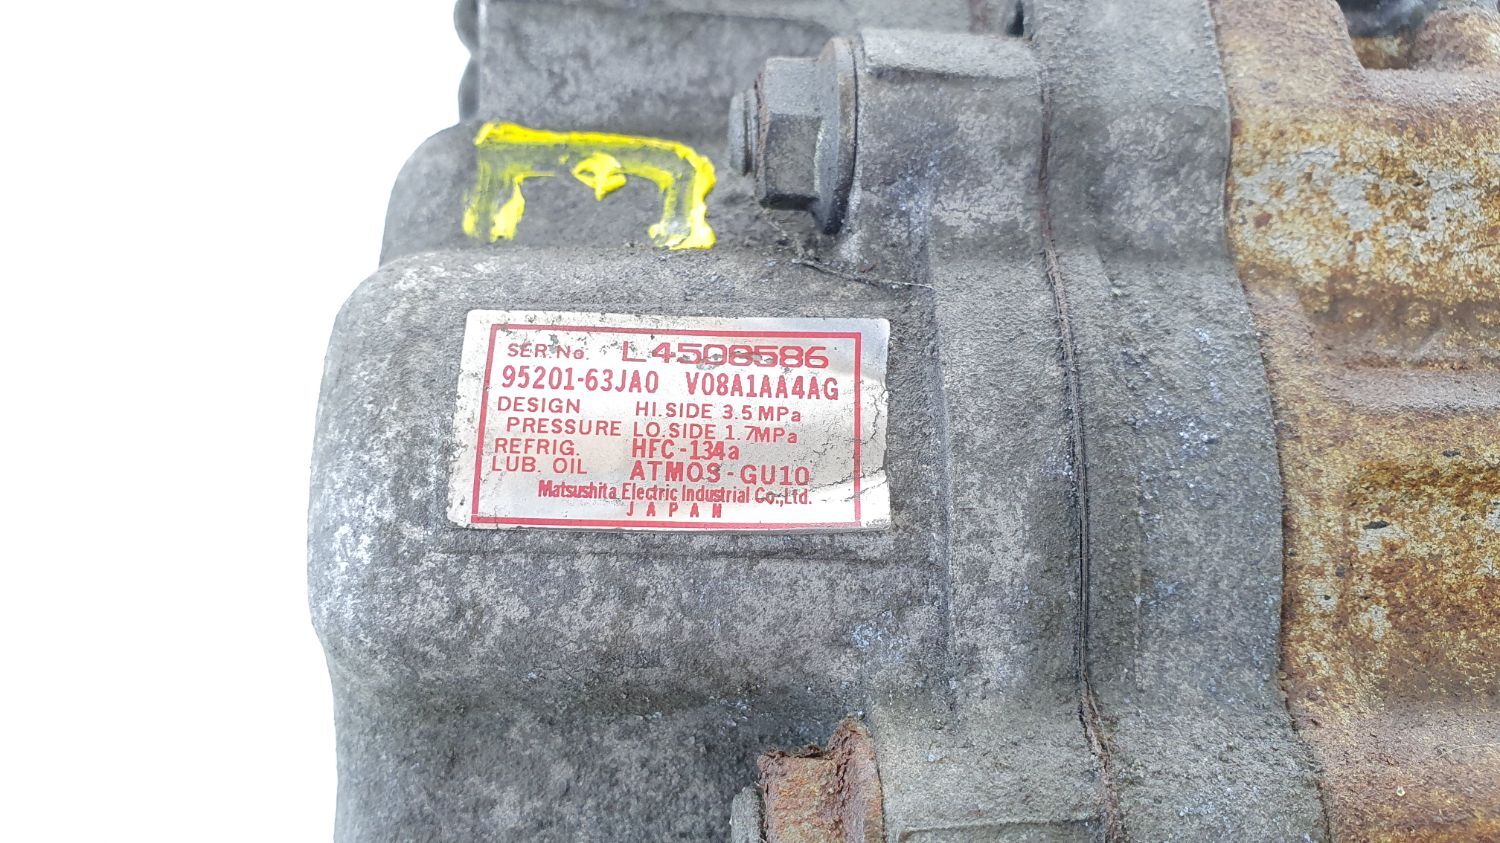 SER.No. L4508586
95201-63JA0 V08A1AA4AG
DESIGN HI.SIDE 3.5 MPa
PRESSURE LO.SIDE 1.7MPa
REFRIG. HFC-134a
LUB. OIL ATMOS-GU10
Matsushita Electric Industrial Co.,Ltd.
JAPAN